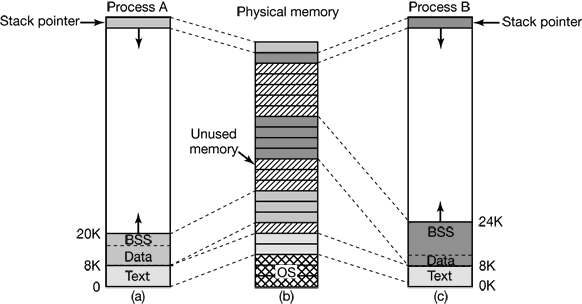 Process A
Physical memory
Process B
Stack pointer
Stack pointer
Unused
memory
20K
BSS
Data
8K
Text
0
OS
24K
BSS
Data
8K
Text
0K
(a)
(b)
(c)